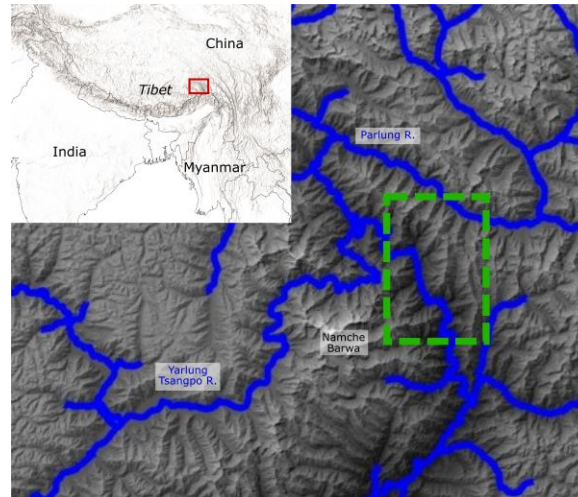 China
Tibet
India
Myanmar
Parlung R.
Namche
Barwa
Yarlung
Tsangpo R.